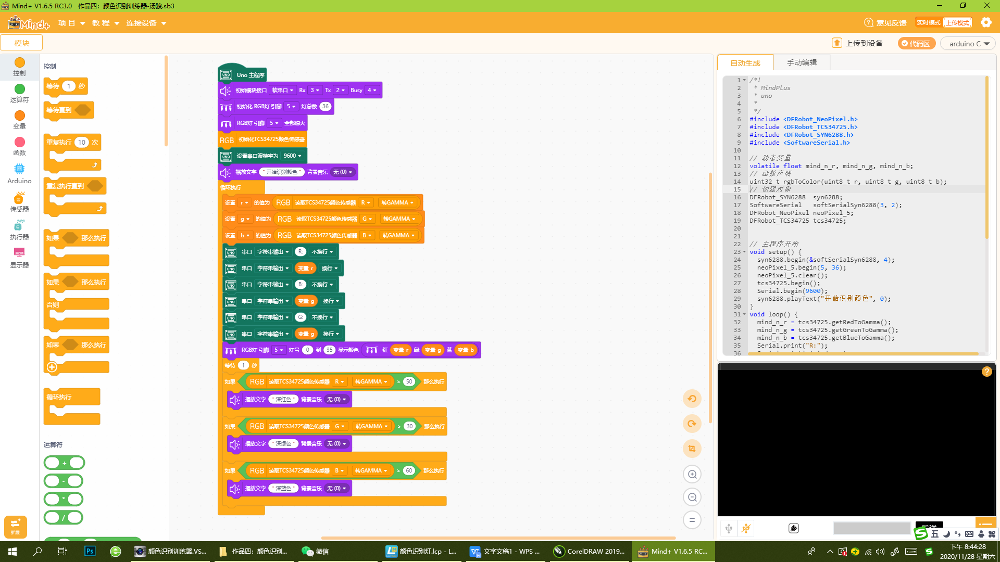 Mind+ V1.6.5 RC3.0 作品四：颜色识别训练器-汤骏.sb3
Mind+ 项目 教程 连接设备 意见反馈 实时模式 上传模式
模块 上传到设备 代码区 arduino C
控制
运算符
变量
函数
Arduino
传感器
执行器
显示器
扩展
控制
等待 1 秒
等待直到
重复执行 10 次
重复执行直到
如果 那么执行
如果 那么执行
否则
如果 那么执行
循环执行
运算符
+
-
*
/
Uno 主程序
初始模块接口 软串口 Rx 3 Tx 2 Busy 4
初始化 RGB灯 引脚 5 灯总数 36
RGB灯 引脚 5 全部熄灭
RGB 初始化TCS34725颜色传感器
设置串口波特率为 9600
播放文字 "开始识别颜色" 背景音乐 无 (0)
循环执行
设置 r 的值为 RGB 读取TCS34725颜色传感器 R 转GAMMA
设置 g 的值为 RGB 读取TCS34725颜色传感器 G 转GAMMA
设置 b 的值为 RGB 读取TCS34725颜色传感器 B 转GAMMA
串口 字符串输出 R: 不换行
串口 字符串输出 变量 r 换行
串口 字符串输出 B: 不换行
串口 字符串输出 变量 g 换行
串口 字符串输出 G: 不换行
串口 字符串输出 变量 g 换行
RGB灯 引脚 5 灯号 0 到 35 显示颜色 红 变量 r 绿 变量 g 蓝 变量 b
等待 1 秒
如果 RGB 读取TCS34725颜色传感器 R 转GAMMA > 50 那么执行
播放文字 "深红色" 背景音乐 无 (0)
如果 RGB 读取TCS34725颜色传感器 G 转GAMMA > 30 那么执行
播放文字 "深绿色" 背景音乐 无 (0)
如果 RGB 读取TCS34725颜色传感器 B 转GAMMA > 60 那么执行
播放文字 "深蓝色" 背景音乐 无 (0)
自动生成 手动编辑
1 /*!
2 * MindPlus
3 * uno
4 *
5 */
6 #include <DFRobot_NeoPixel.h>
7 #include <DFRobot_TCS34725.h>
8 #include <DFRobot_SYN6288.h>
9 #include <SoftwareSerial.h>
10
11 // 动态变量
12 volatile float mind_n_r, mind_n_g, mind_n_b;
13 // 函数声明
14 uint32_t rgbToColor(uint8_t r, uint8_t g, uint8_t b);
15 // 创建对象
16 DFRobot_SYN6288 syn6288;
17 SoftwareSerial softSerialSyn6288(3, 2);
18 DFRobot_NeoPixel neoPixel_5;
19 DFRobot_TCS34725 tcs34725;
20
21
22 // 主程序开始
23 void setup() {
24 syn6288.begin(&softSerialSyn6288, 4);
25 neoPixel_5.begin(5, 36);
26 neoPixel_5.clear();
27 tcs34725.begin();
28 Serial.begin(9600);
29 syn6288.playText("开始识别颜色", 0);
30 }
31 void loop() {
32 mind_n_r = tcs34725.getRedToGamma();
33 mind_n_g = tcs34725.getGreenToGamma();
34 mind_n_b = tcs34725.getBlueToGamma();
35 Serial.print("R:");
36
?
S 五
Ps 颜色识别训练器.VS... 作品四：颜色识别... 微信 颜色识别灯.lcp - L... 文字文稿1 - WPS ... CorelDRAW 2019... Mind+ V1.6.5 RC...
下午 8:44:28
2020/11/28 星期六